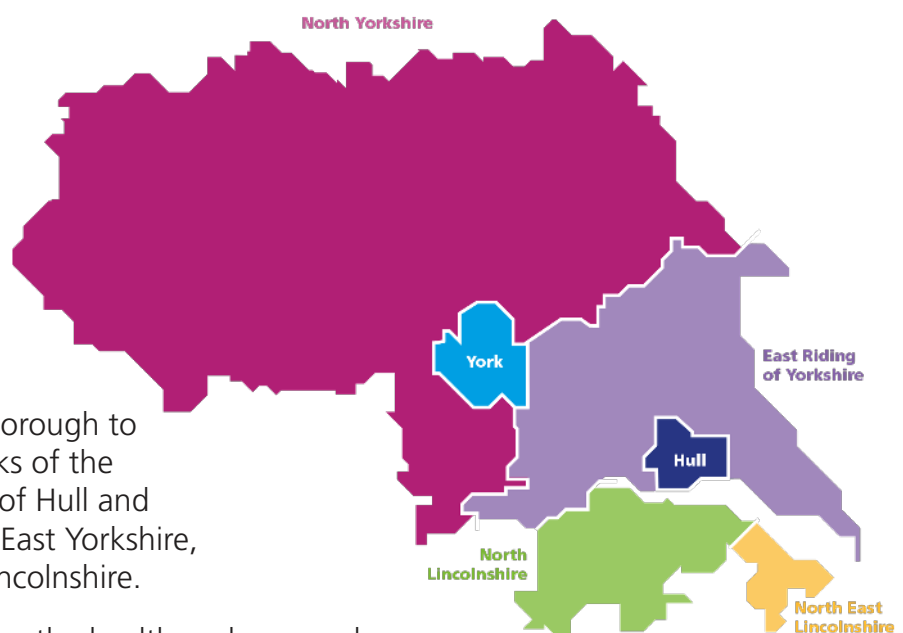 North Yorkshire
York
East Riding
of Yorkshire
Hull
North
Lincolnshire
North East
Lincolnshire
orough to
ks of the
of Hull and
East Yorkshire,
ncolnshire.